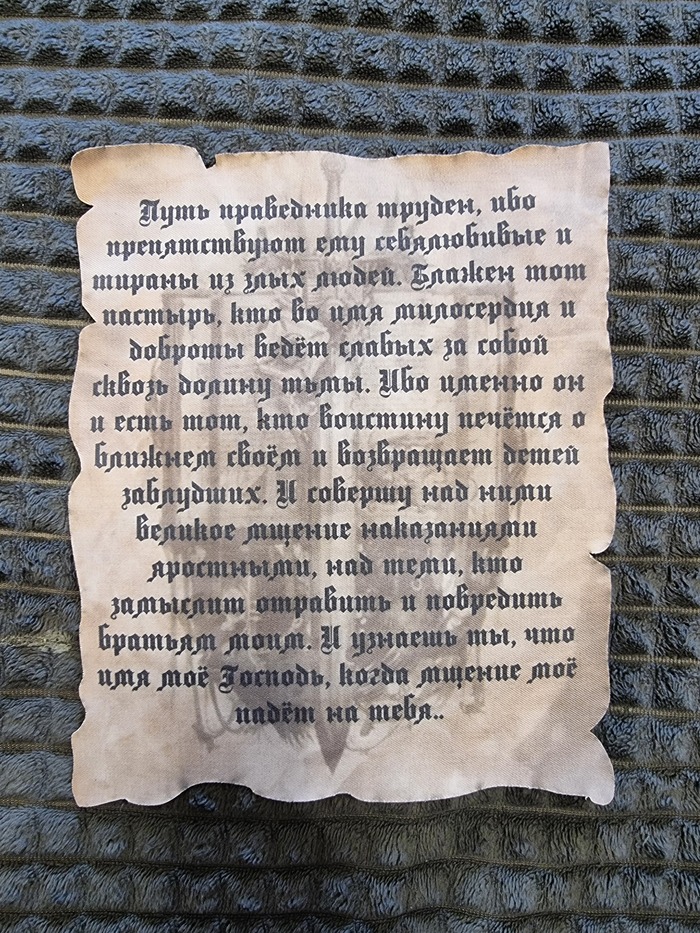 Путь праведника труден, ибо
препятствуют ему себялюбивые и
тираны из злых людей. Блажен тот
пастырь, кто во имя милосердия и
доброты ведёт слабых за собой
сквозь долину тьмы. Ибо именно он
и есть тот, кто воистину печётся о
ближнем своём и возвращает детей
заблудших. И совершу над ними
великое мщение наказаниями
яростными, над теми, кто
замыслит отравить и повредить
братьям моим. И узнаешь ты, что
имя моё Господь, когда мщение моё
падёт на тебя..